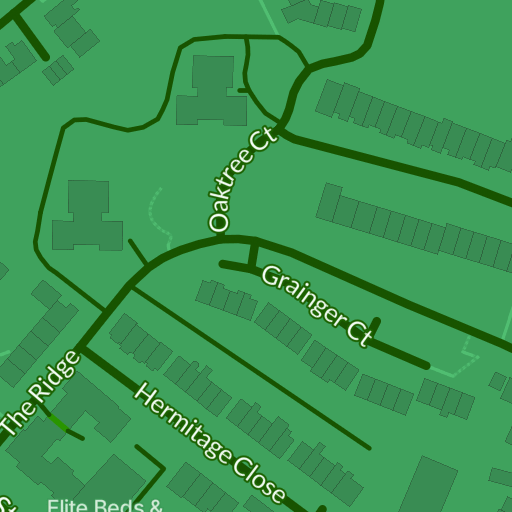 Oaktree Ct
Grainger Ct
The Ridge
Hermitage Close
Elite Beds &